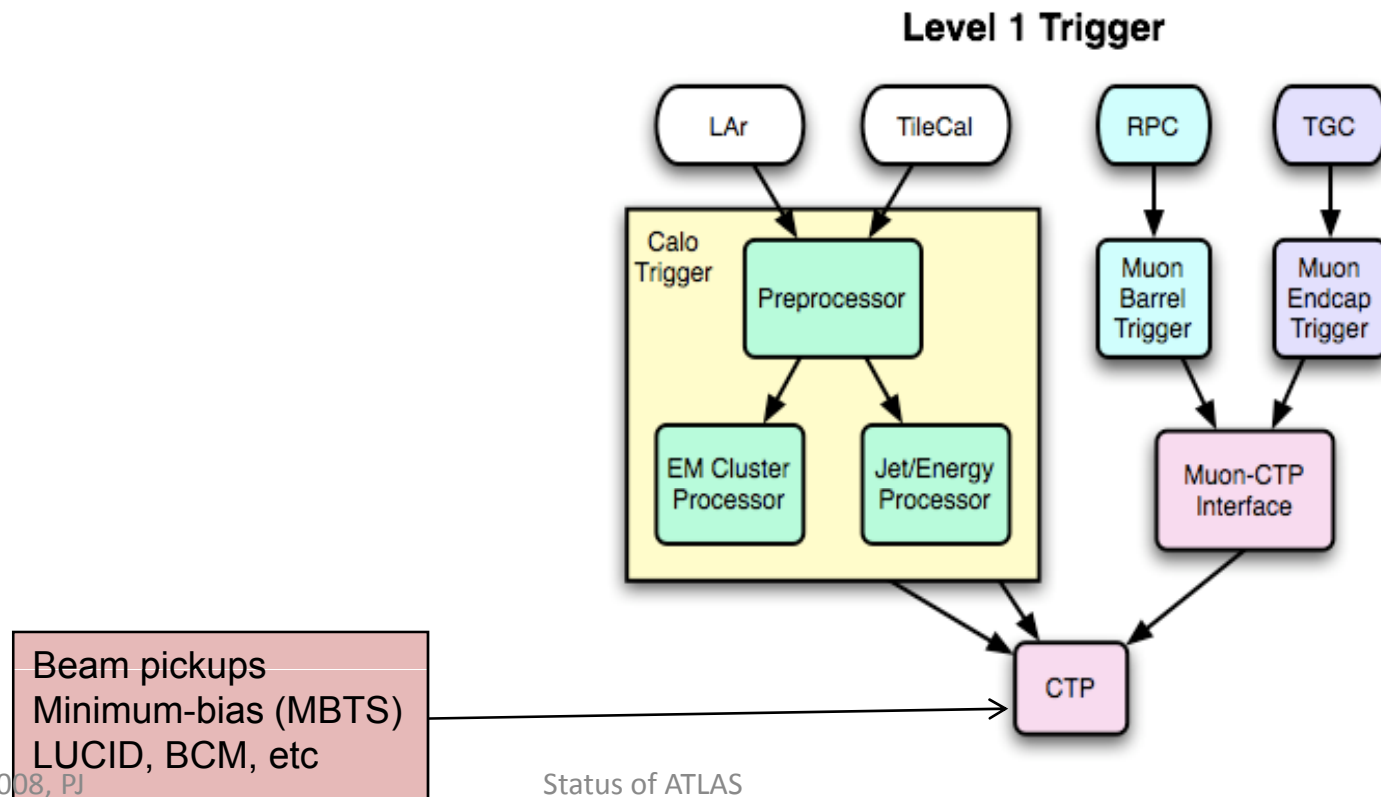 Level 1 Trigger
LAr
TileCal
RPC
TGC
Calo
Trigger
Preprocessor
Muon
Barrel
Trigger
Muon
Endcap
Trigger
EM Cluster
Processor
Jet/Energy
Processor
Muon-CTP
Interface
CTP
Beam pickups
Minimum-bias (MBTS)
LUCID, BCM, etc
008, PJ
Status of ATLAS